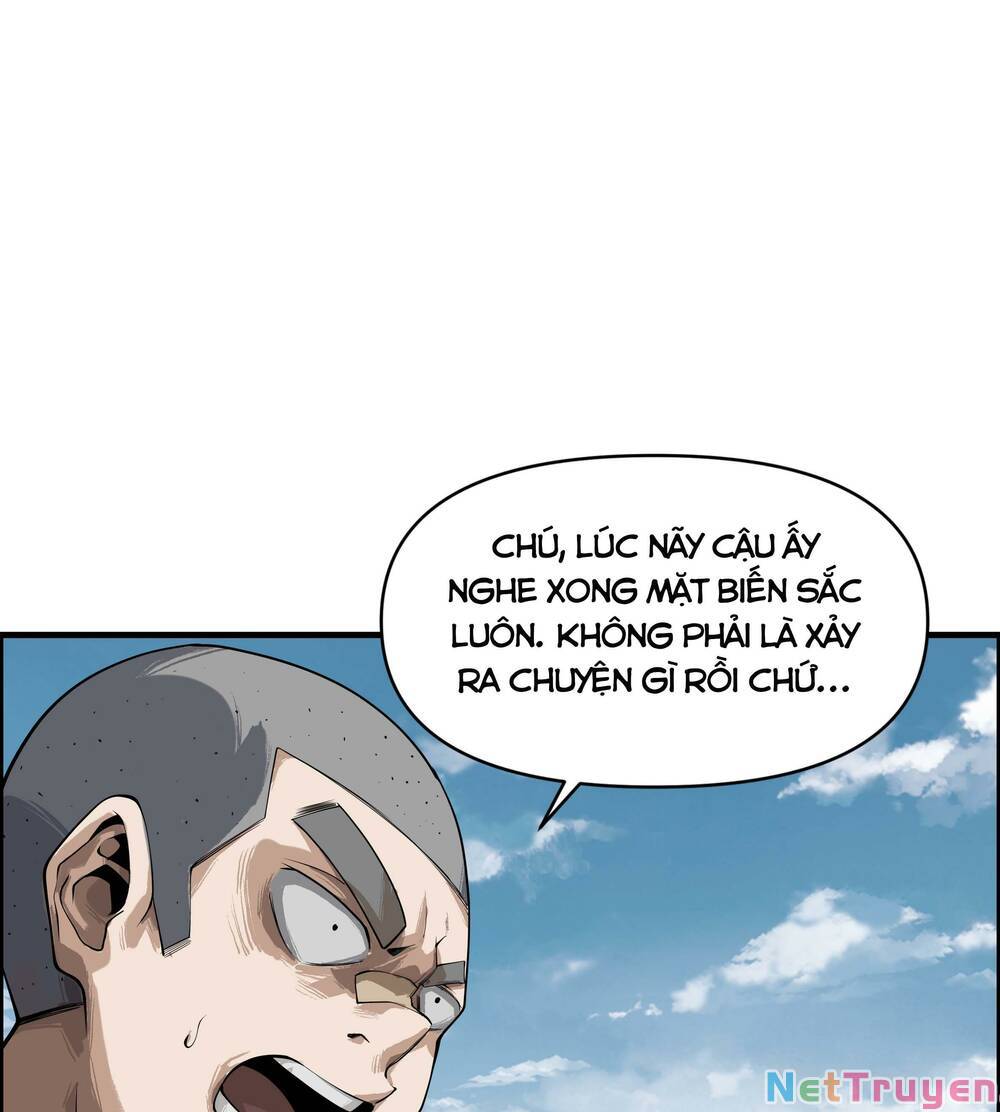 CHÚ, LÚC NÃY CẬU ẤY
NGHE XONG MẶT BIẾN SẮC
LUÔN. KHÔNG PHẢI LÀ XẢY
RA CHUYỆN GÌ RỒI CHỨ...
NetTruyen